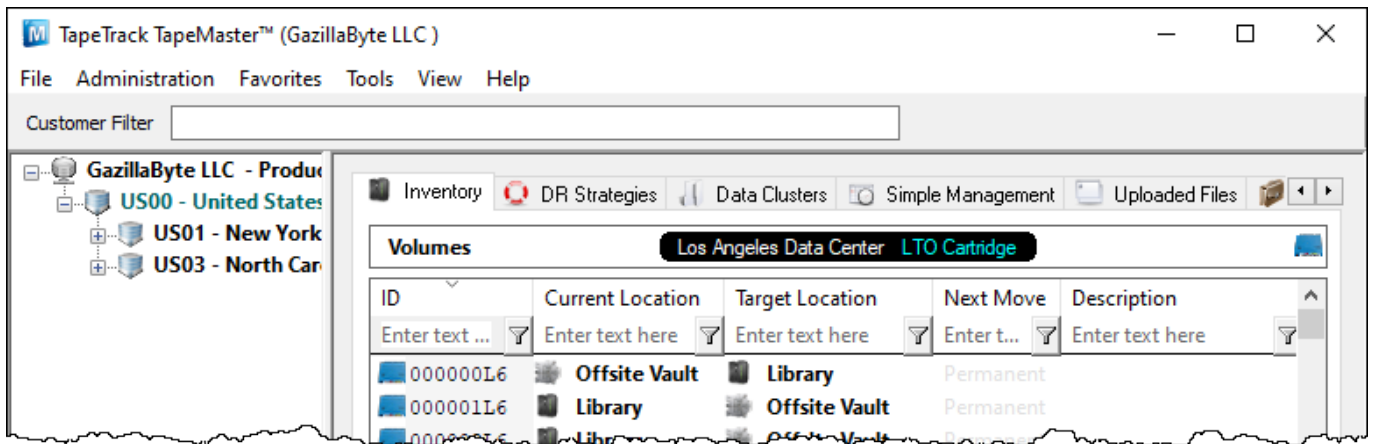 TapeTrack TapeMaster™ (GazillaByte LLC )
File Administration Favorites Tools View Help
Customer Filter
GazillaByte LLC - Produc
US00 - United States
US01 - New York
US03 - North Car
Inventory DR Strategies Data Clusters Simple Management Uploaded Files
Volumes Los Angeles Data Center LTO Cartridge
ID Current Location Target Location Next Move Description
Enter text ... Enter text here Enter text here Enter t... Enter text here
000000L6 Offsite Vault Library Permanent
000001L6 Library Offsite Vault Permanent